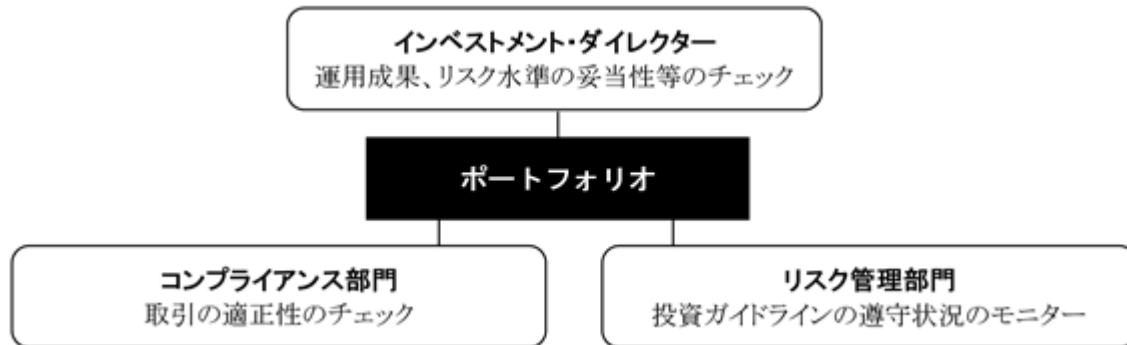 インベストメント・ダイレクター
運用成果、リスク水準の妥当性等のチェック
ポートフォリオ
コンプライアンス部門
取引の適正性のチェック
リスク管理部門
投資ガイドラインの遵守状況のモニター